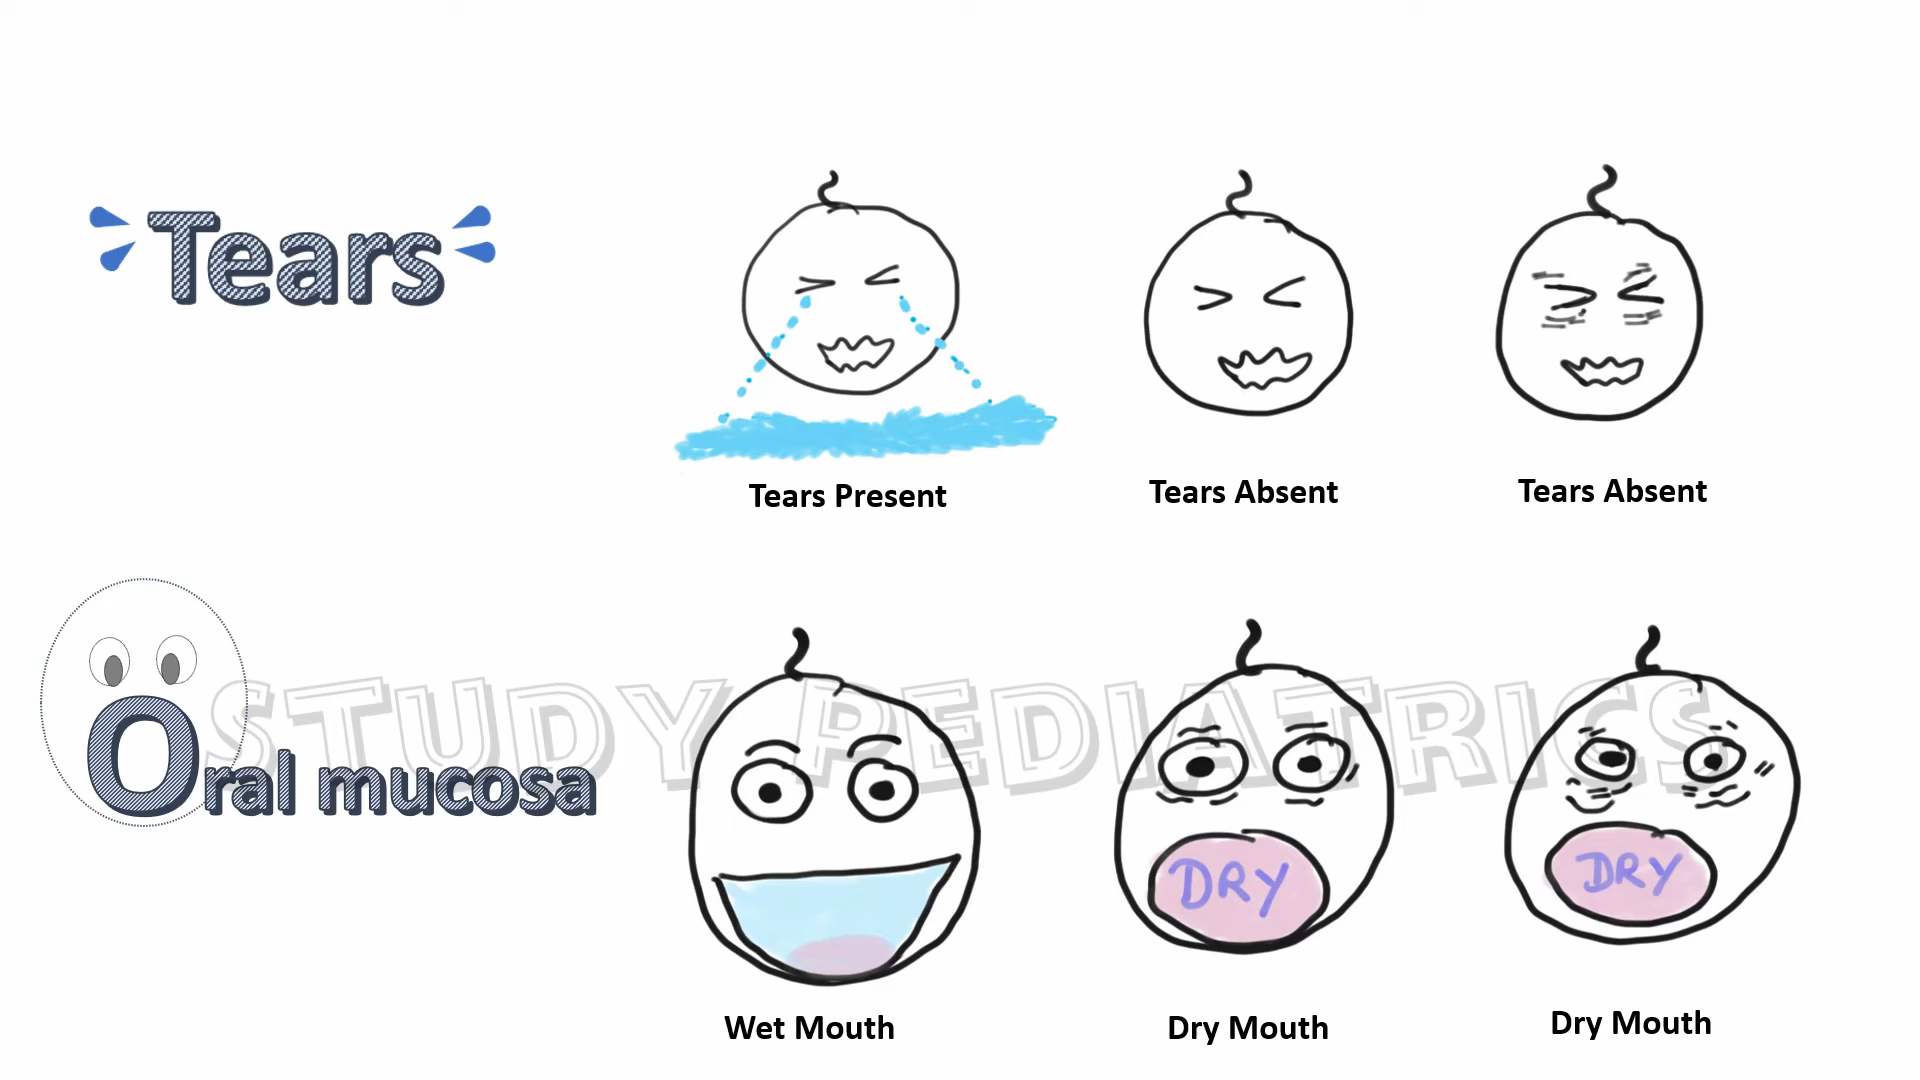 Tears
Tears Present
Tears Absent
Tears Absent
STUDY PEDIATRICS
Oral mucosa
DRY
DRY
Wet Mouth
Dry Mouth
Dry Mouth